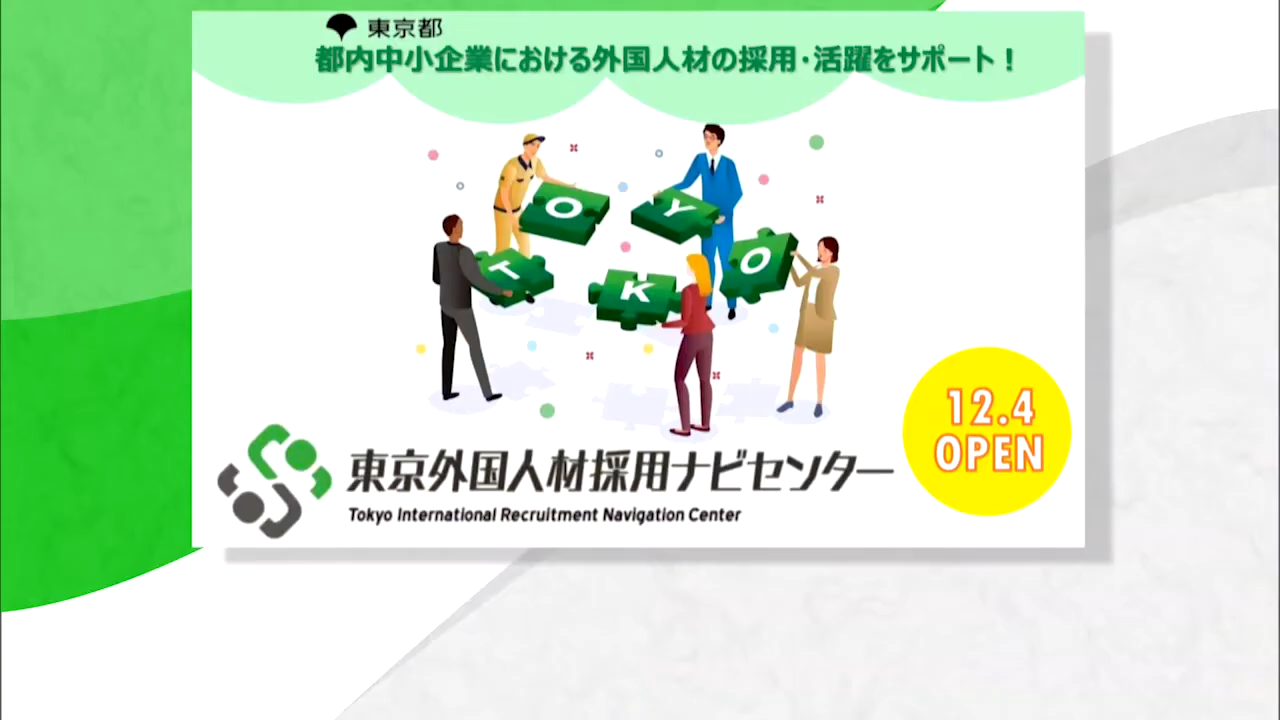 東京都
都内中小企業における外国人材の採用・活躍をサポート！
O Y
T K O
12.4
OPEN
東京外国人材採用ナビセンター
Tokyo International Recruitment Navigation Center